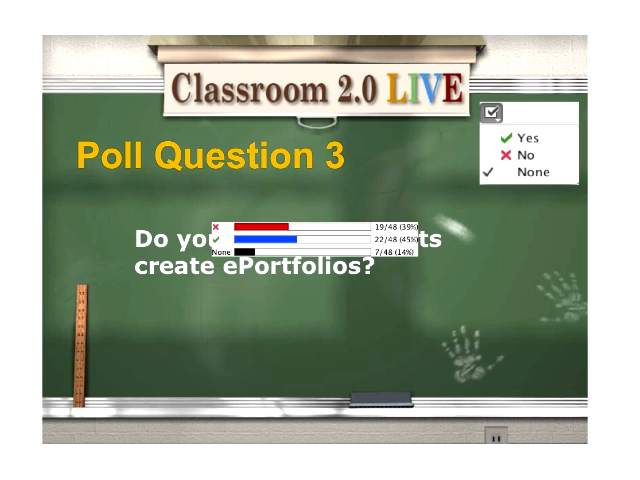 Classroom 2.0 LIVE
Yes
No
None
Poll Question 3
19/48 (39%)
22/48 (45%)
None 7/48 (14%)
Do you ts
create ePortfolios?